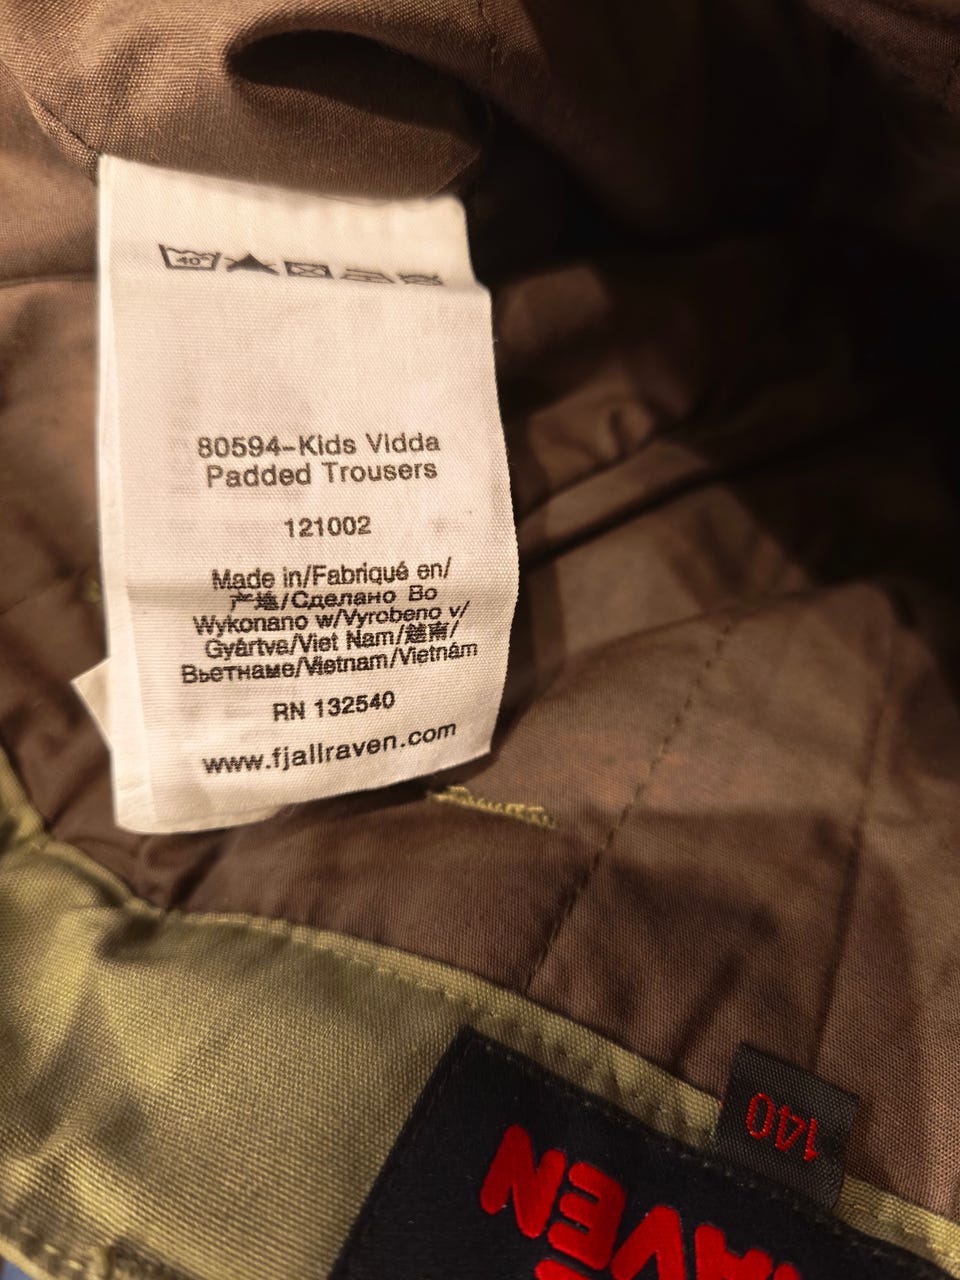 40°
80594-Kids Vidda
Padded Trousers
121002
Made in/Fabriqué en/
产地/Сделано Во
Wykonano w/Vyrobeno v/
Gyártva/Viet Nam/越南/
Вьетнаме/Vietnam/Vietnám
RN 132540
www.fjallraven.com
140
RAVEN